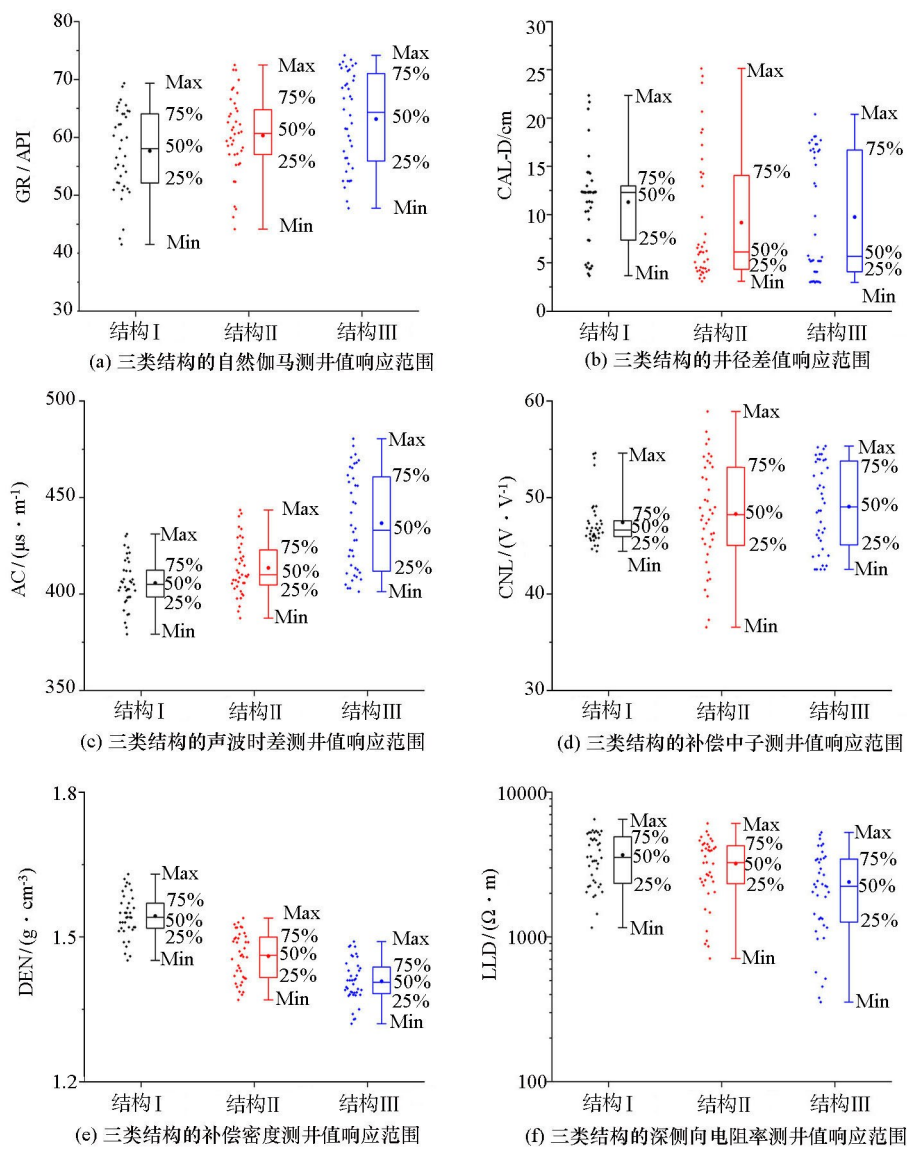 80
70
60
50
40
30
GR / API
Max
75%
50%
25%
Min
Max
75%
50%
25%
Min
Max
75%
50%
25%
Min
结构Ⅰ
结构Ⅱ
结构Ⅲ
(a) 三类结构的自然伽马测井值响应范围
30
25
20
15
10
5
0
CAL-D/cm
Max
75%
50%
25%
Min
Max
75%
50%
25%
Min
Max
75%
50%
25%
Min
结构Ⅰ
结构Ⅱ
结构Ⅲ
(b) 三类结构的井径差值响应范围
500
450
400
350
AC / (μs · m⁻¹)
Max
75%
50%
25%
Min
Max
75%
50%
25%
Min
Max
75%
50%
25%
Min
结构Ⅰ
结构Ⅱ
结构Ⅲ
(c) 三类结构的声波时差测井值响应范围
60
50
40
30
CNL / (V · V⁻¹)
Max
75%
50%
25%
Min
Max
75%
50%
25%
Min
Max
75%
50%
25%
Min
结构Ⅰ
结构Ⅱ
结构Ⅲ
(d) 三类结构的补偿中子测井值响应范围
1.8
1.5
1.2
DEN / (g · cm⁻³)
Max
75%
50%
25%
Min
Max
75%
50%
25%
Min
Max
75%
50%
25%
Min
结构Ⅰ
结构Ⅱ
结构Ⅲ
(e) 三类结构的补偿密度测井值响应范围
10000
1000
100
LLD / (Ω · m)
Max
75%
50%
25%
Min
Max
75%
50%
25%
Min
Max
75%
50%
25%
Min
结构Ⅰ
结构Ⅱ
结构Ⅲ
(f) 三类结构的深侧向电阻率测井值响应范围